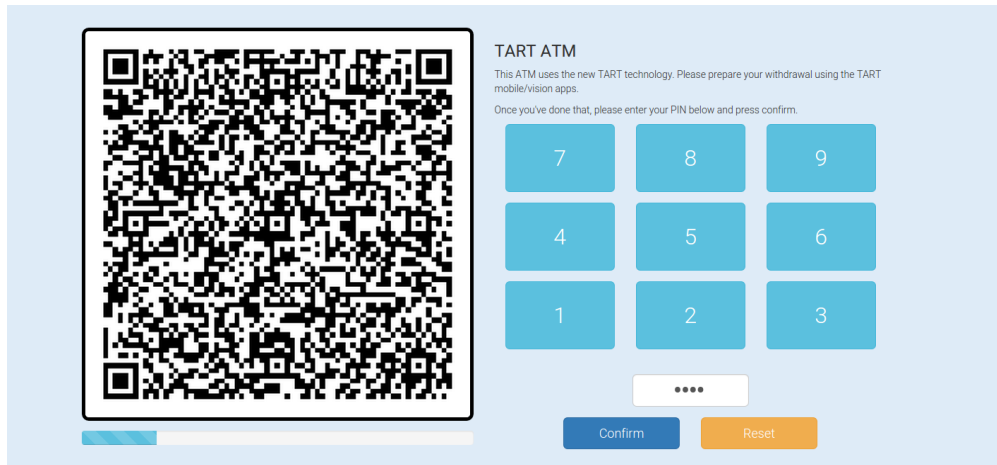 TART ATM
This ATM uses the new TART technology. Please prepare your withdrawal using the TART
mobile/vision apps.
Once you've done that, please enter your PIN below and press confirm.
7 8 9
4 5 6
1 2 3
••••
Confirm Reset